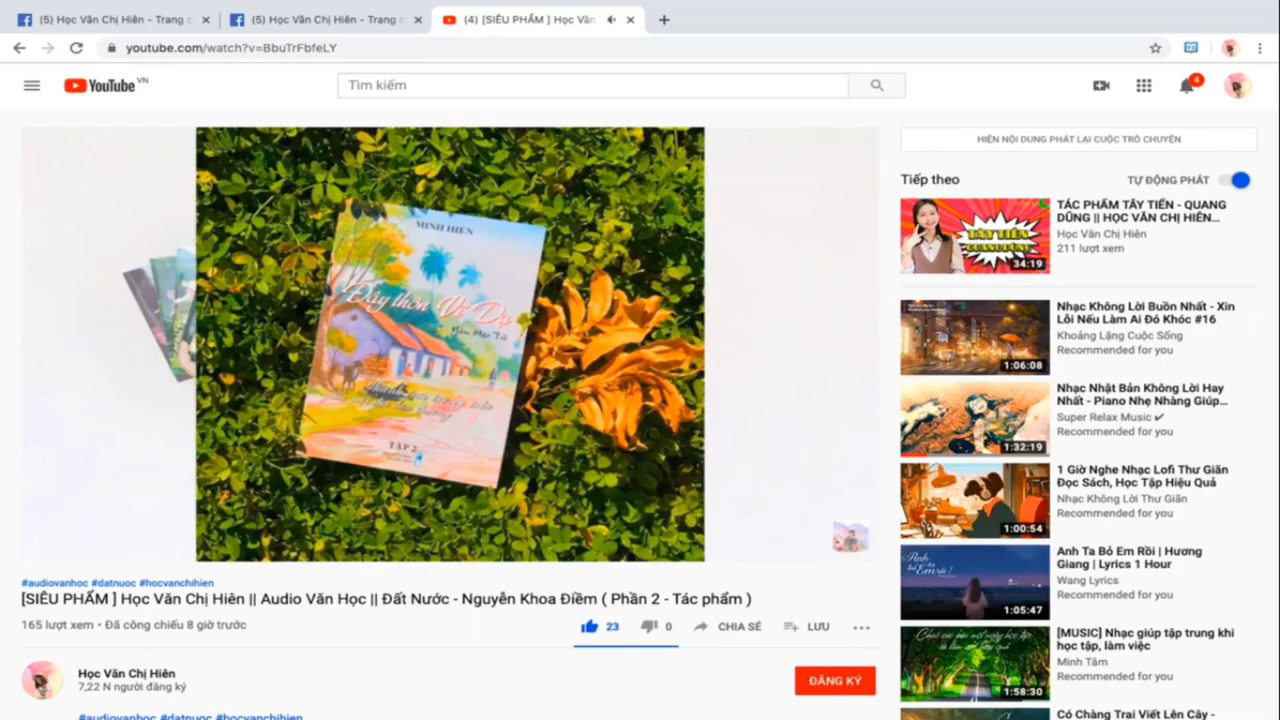 (5) Học Văn Chị Hiên - Trang c
(5) Học Văn Chị Hiên - Trang c
(4) [SIÊU PHẨM ] Học Văn
youtube.com/watch?v=BbuTrFbfeLY
YouTube VN
Tìm kiếm
4
MINH HIÊN
Đây thôn Vĩ Dạ
Hàn Mặc Tử
TẬP 2
#audiovanhoc #datnuoc #hocvanchihien
[SIÊU PHẨM ] Học Văn Chị Hiên || Audio Văn Học || Đất Nước - Nguyễn Khoa Điềm ( Phần 2 - Tác phẩm )
165 lượt xem • Đã công chiếu 8 giờ trước
23
0
CHIA SẺ
LƯU
Học Văn Chị Hiên
7,22 N người đăng ký
ĐĂNG KÝ
#audiovanhoc #datnuoc #hocvanchihien
HIỆN NỘI DUNG PHÁT LẠI CUỘC TRÒ CHUYỆN
Tiếp theo
TỰ ĐỘNG PHÁT
TÂY TIẾN
QUANG DŨNG
34:19
TÁC PHẨM TÂY TIẾN - QUANG
DŨNG || HỌC VĂN CHỊ HIÊN...
Học Văn Chị Hiên
211 lượt xem
1:06:08
Nhạc Không Lời Buồn Nhất - Xin
Lỗi Nếu Làm Ai Đó Khóc #16
Khoảng Lặng Cuộc Sống
Recommended for you
1:32:19
Nhạc Nhật Bản Không Lời Hay
Nhất - Piano Nhẹ Nhàng Giúp...
Super Relax Music
Recommended for you
1:00:54
1 Giờ Nghe Nhạc Lofi Thư Giãn
Đọc Sách, Học Tập Hiệu Quả
Nhạc Không Lời Thư Giãn
Recommended for you
1:05:47
Anh Ta Bỏ Em Rồi | Hương
Giang | Lyrics 1 Hour
Wang Lyrics
Recommended for you
1:58:30
[MUSIC] Nhạc giúp tập trung khi
học tập, làm việc
Minh Tâm
Recommended for you
Có Chàng Trai Viết Lên Cây -